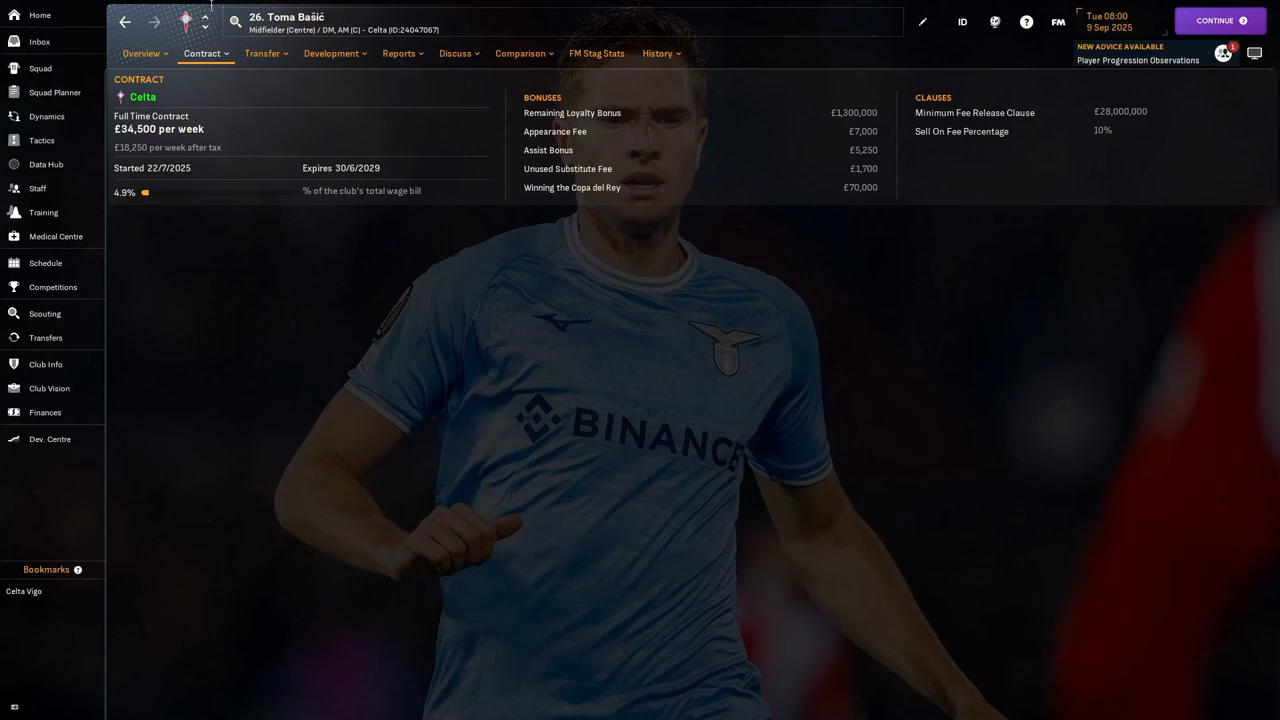 Home
Inbox
Squad
Squad Planner
Dynamics
Tactics
Data Hub
Staff
Training
Medical Centre
Schedule
Competitions
Scouting
Transfers
Club Info
Club Vision
Finances
Dev. Centre
Bookmarks ?
Celta Vigo
26. Toma Bašić
Midfielder (Centre) / DM, AM (C) - Celta (ID:24047067)
ID
?
FM
Tue 08:00
9 Sep 2025
CONTINUE
Overview
Contract
Transfer
Development
Reports
Discuss
Comparison
FM Stag Stats
History
NEW ADVICE AVAILABLE
Player Progression Observations
1
CONTRACT
Celta
Full Time Contract
£34,500 per week
£18,250 per week after tax
Started 22/7/2025 Expires 30/6/2029
4.9% % of the club's total wage bill
BONUSES
Remaining Loyalty Bonus £1,300,000
Appearance Fee £7,000
Assist Bonus £5,250
Unused Substitute Fee £1,700
Winning the Copa del Rey £70,000
CLAUSES
Minimum Fee Release Clause £28,000,000
Sell On Fee Percentage 10%
BINANCE